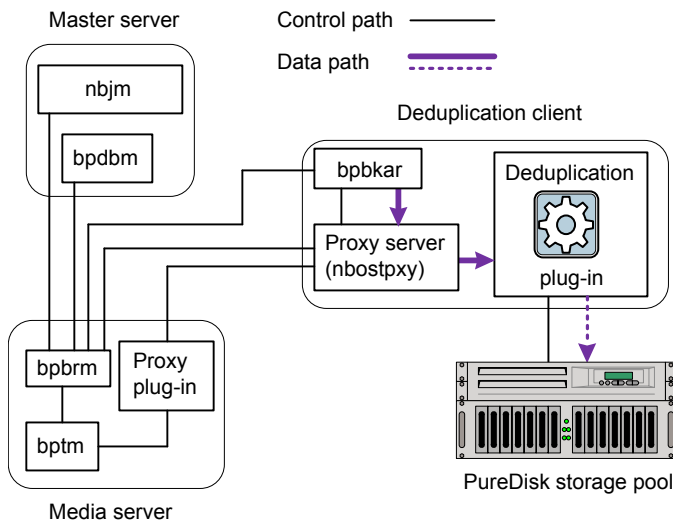 Master server
Control path
Data path
nbjm
bpdbm
Deduplication client
bpbkar
Proxy server
(nbostpxy)
Deduplication
plug-in
bpbrm
Proxy
plug-in
bptm
Media server
PureDisk storage pool